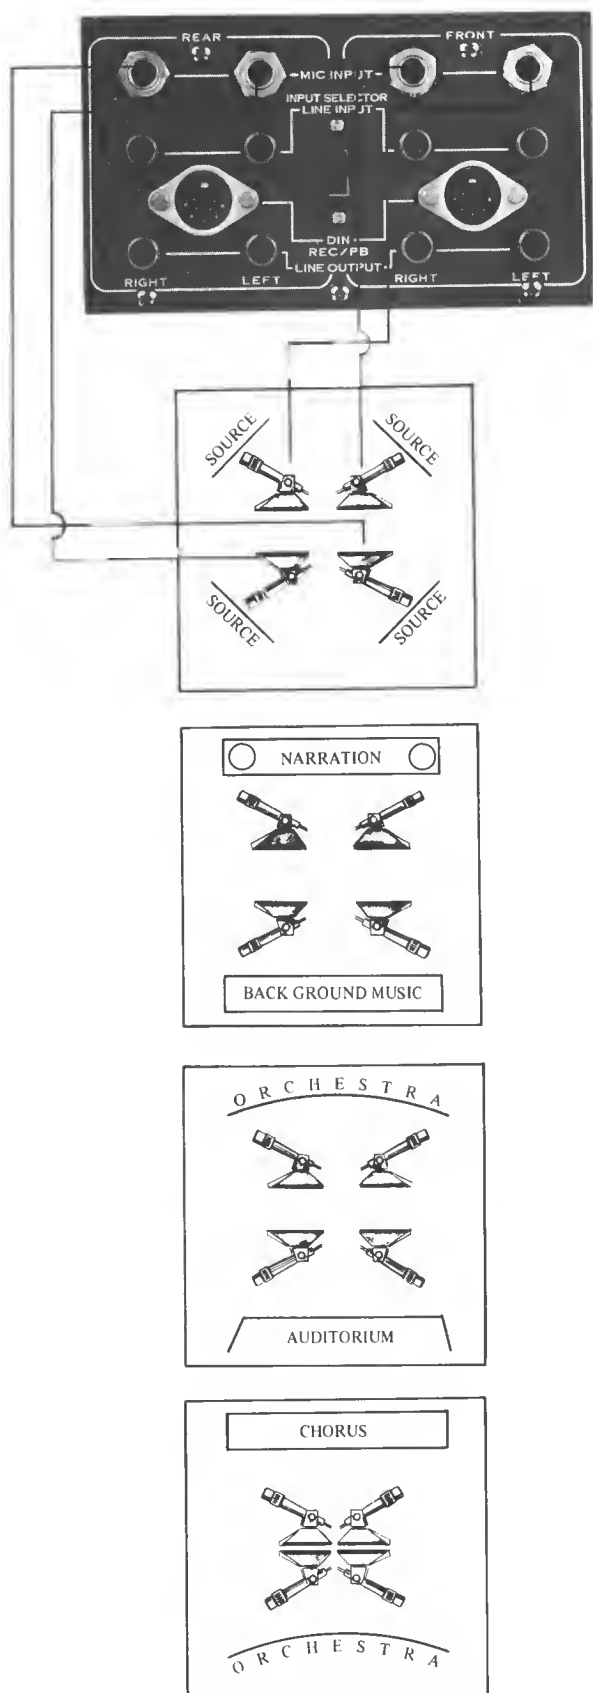 REAR
FRONT
MIC INPUT
INPUT SELECTOR
LINE INPUT
DIN
REC/PB
LINE OUTPUT
RIGHT
LEFT
RIGHT
LEFT
SOURCE
SOURCE
SOURCE
SOURCE
NARRATION
BACK GROUND MUSIC
ORCHESTRA
AUDITORIUM
CHORUS
ORCHESTRA